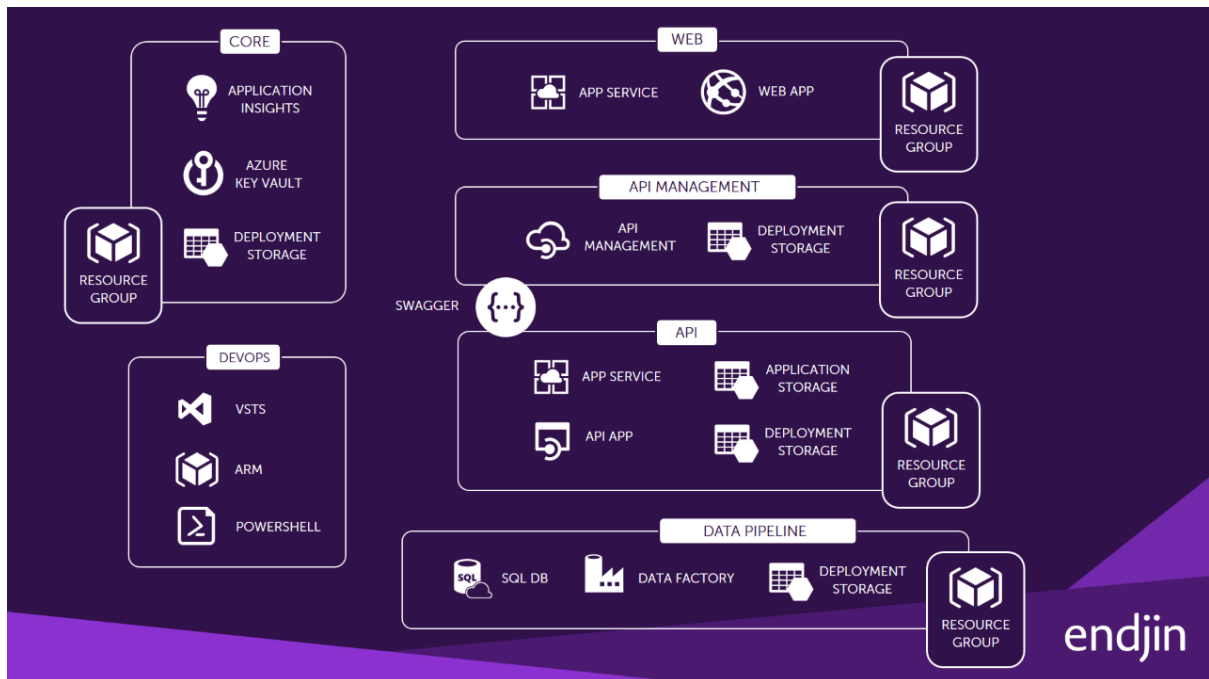 CORE
APPLICATION
INSIGHTS
AZURE
KEY VAULT
DEPLOYMENT
STORAGE
RESOURCE
GROUP
DEVOPS
VSTS
ARM
POWERSHELL
WEB
APP SERVICE
WEB APP
RESOURCE
GROUP
API MANAGEMENT
API
MANAGEMENT
DEPLOYMENT
STORAGE
RESOURCE
GROUP
SWAGGER
{...}
API
APP SERVICE
APPLICATION
STORAGE
API APP
DEPLOYMENT
STORAGE
RESOURCE
GROUP
DATA PIPELINE
SQL
SQL DB
DATA FACTORY
DEPLOYMENT
STORAGE
RESOURCE
GROUP
endjin